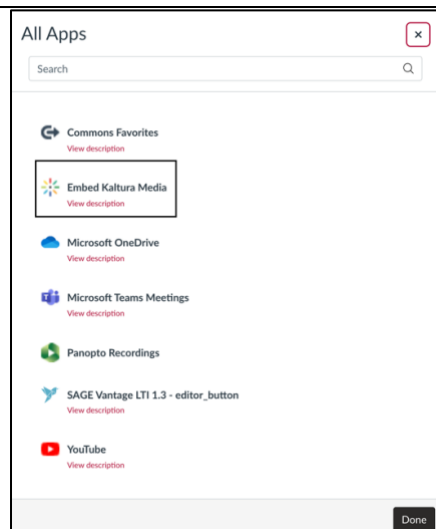 All Apps
Search
Commons Favorites
View description
Embed Kaltura Media
View description
Microsoft OneDrive
View description
Microsoft Teams Meetings
View description
Panopto Recordings
SAGE Vantage LTI 1.3 - editor_button
View description
YouTube
View description
Done